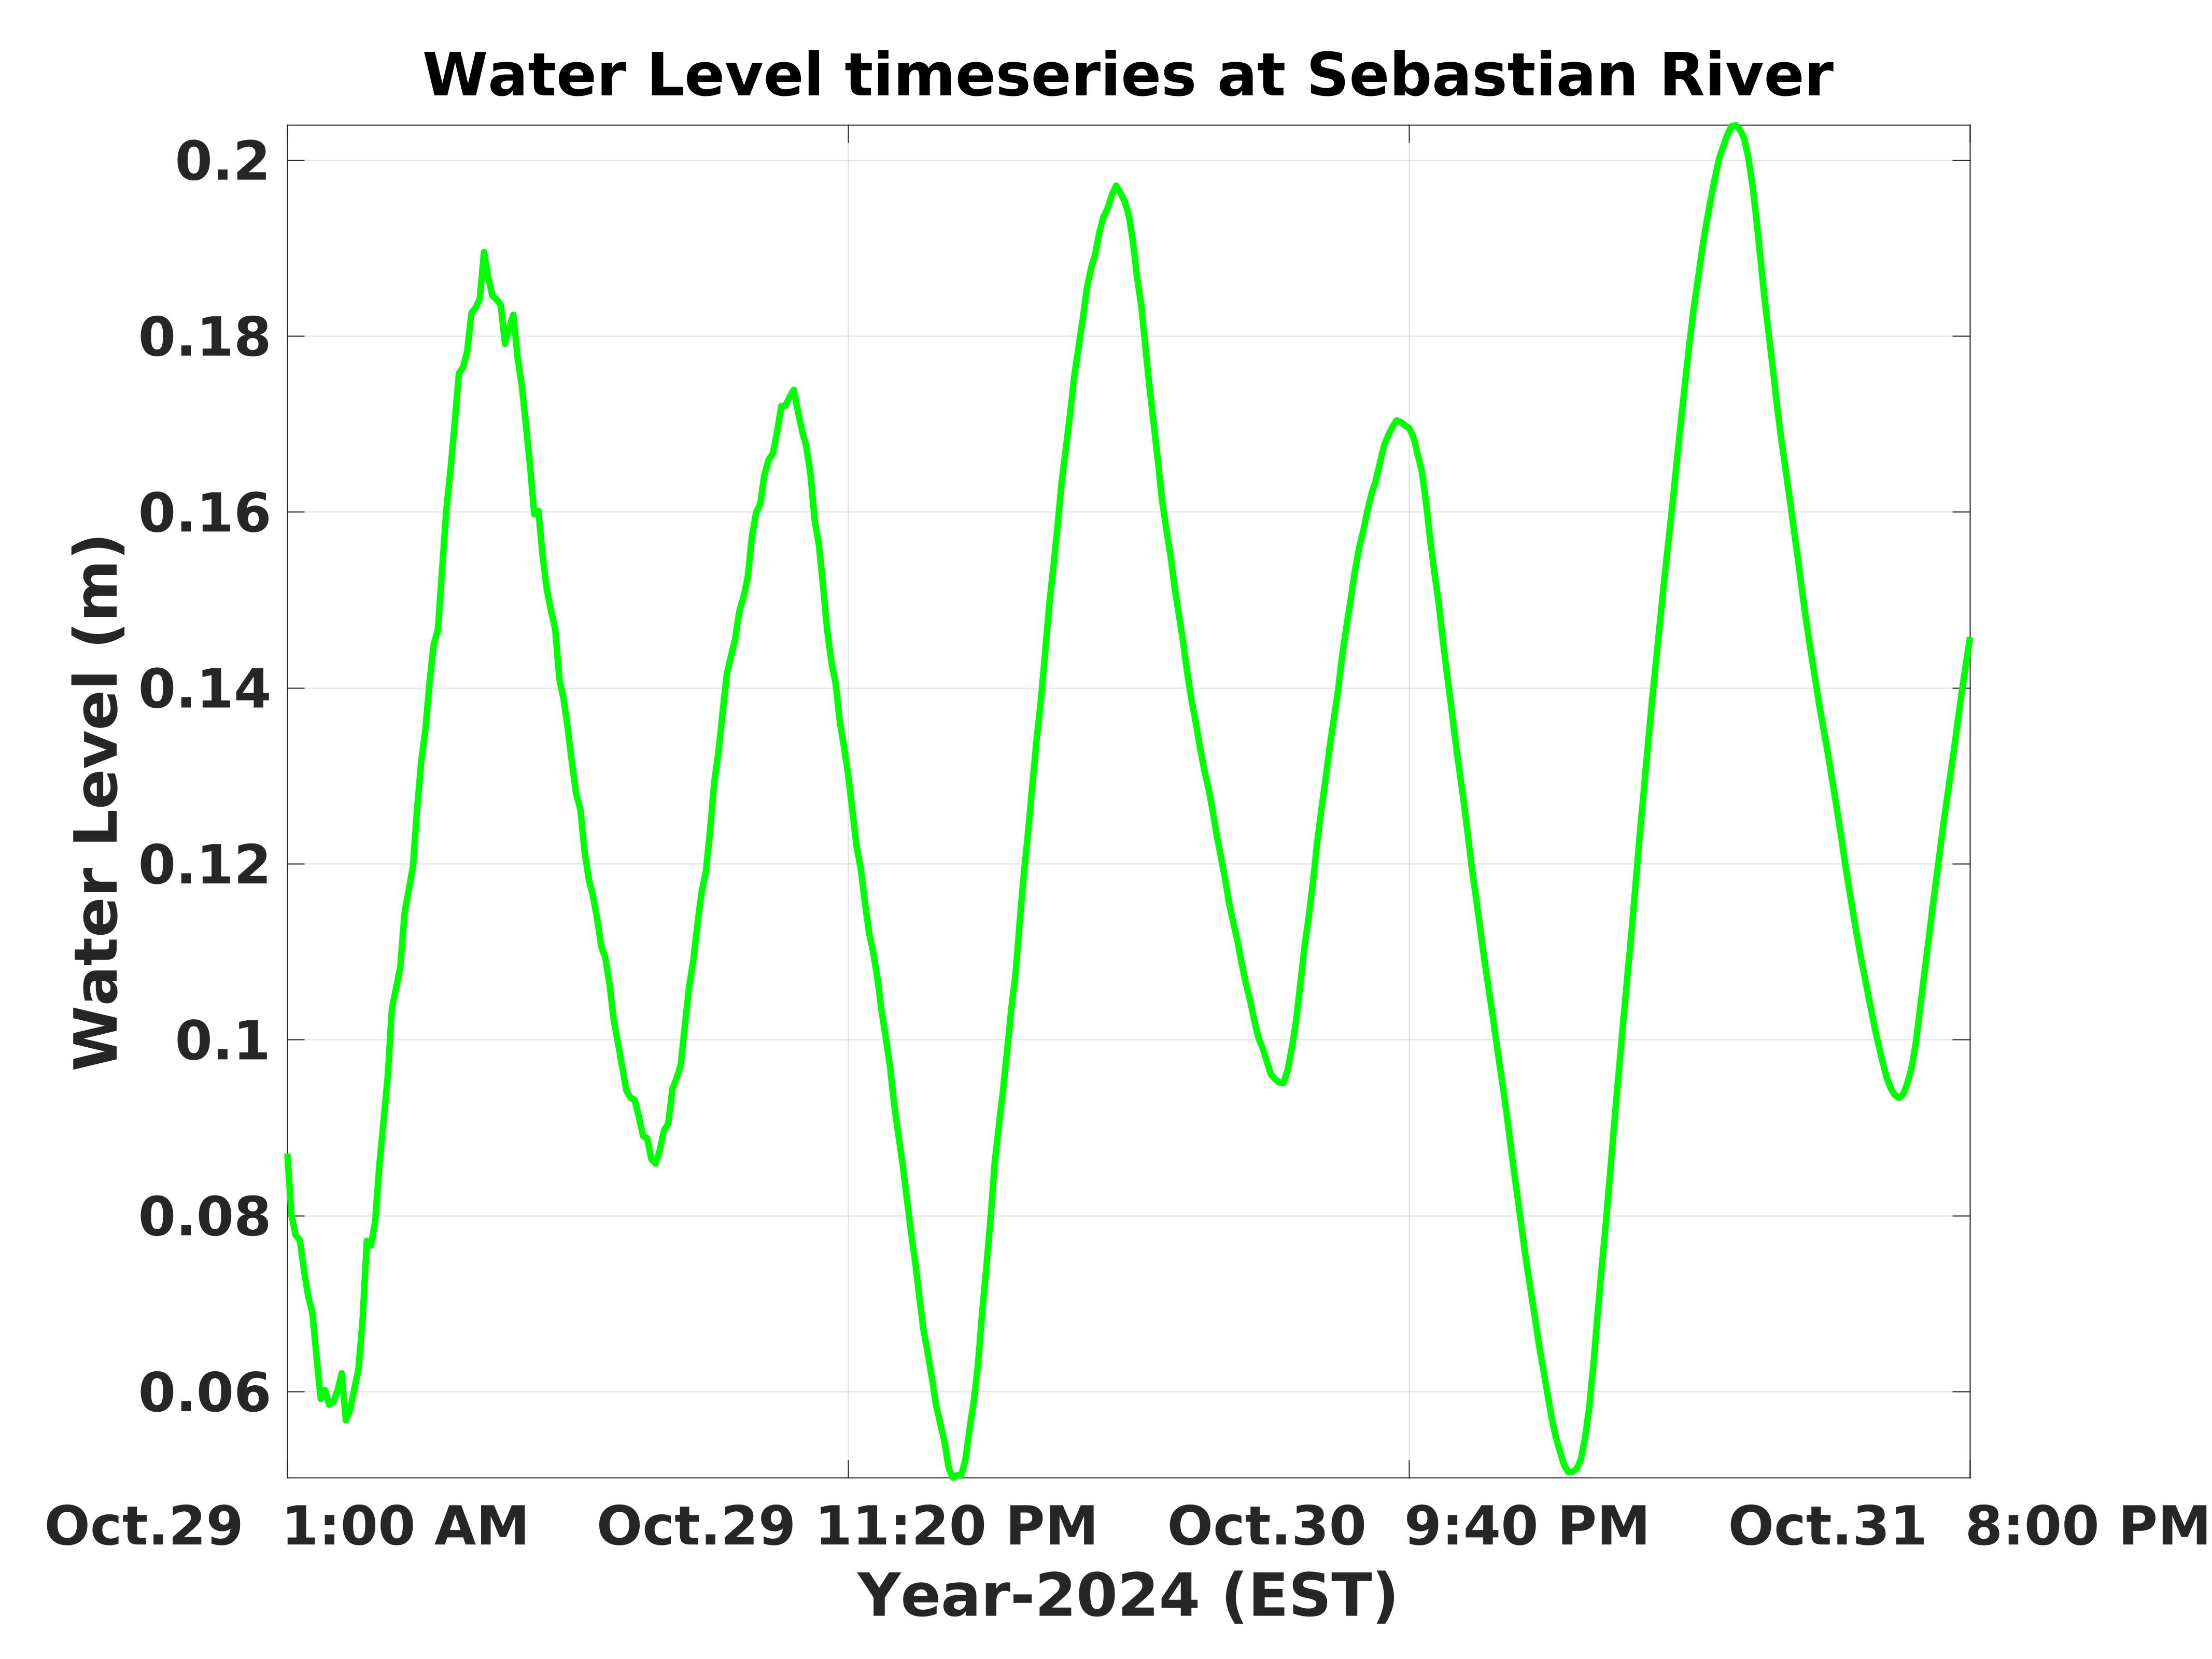 Water Level timeseries at Sebastian River
0.2
0.18
0.16
0.14
0.12
0.1
0.08
0.06
Water Level (m)
Oct.29 1:00 AM Oct.29 11:20 PM Oct.30 9:40 PM Oct.31 8:00 PM
Year-2024 (EST)